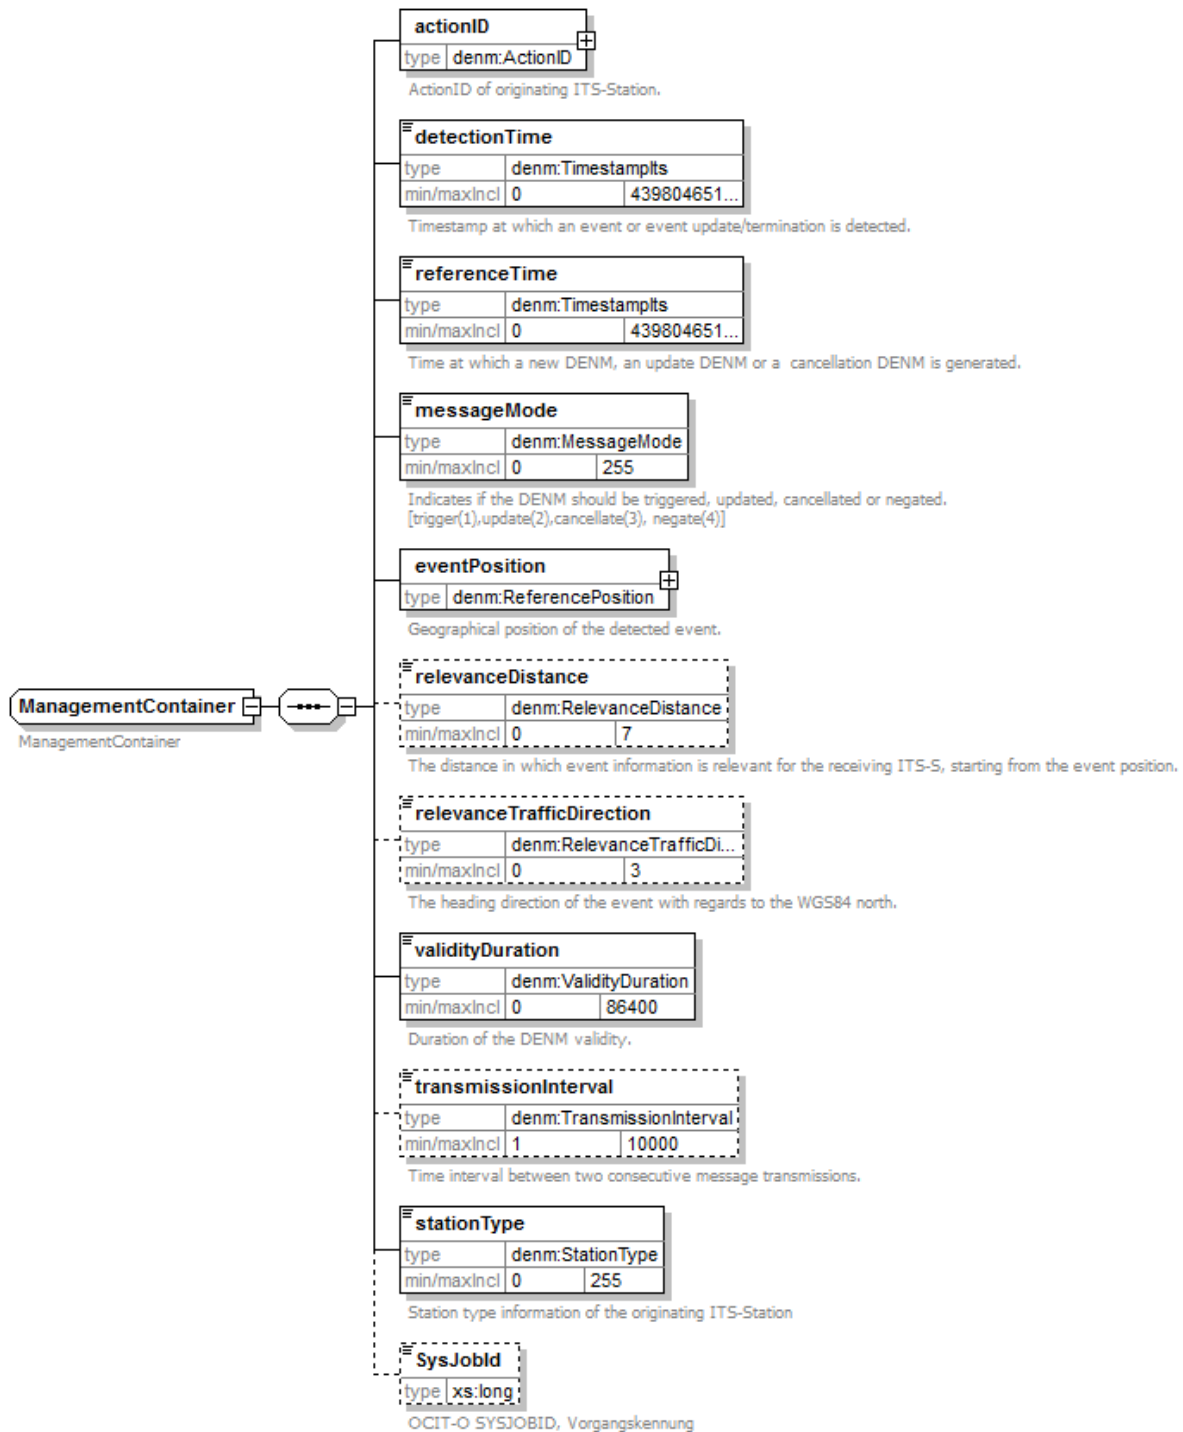 actionID
type denm:ActionID
ActionID of originating ITS-Station.
detectionTime
type denm:TimestampIts
min/maxIncl 0 439804651...
Timestamp at which an event or event update/termination is detected.
referenceTime
type denm:TimestampIts
min/maxIncl 0 439804651...
Time at which a new DENM, an update DENM or a cancellation DENM is generated.
messageMode
type denm:MessageMode
min/maxIncl 0 255
Indicates if the DENM should be triggered, updated, cancellated or negated.
[trigger(1),update(2),cancellate(3), negate(4)]
eventPosition
type denm:ReferencePosition
Geographical position of the detected event.
ManagementContainer
ManagementContainer
relevanceDistance
type denm:RelevanceDistance
min/maxIncl 0 7
The distance in which event information is relevant for the receiving ITS-S, starting from the event position.
relevanceTrafficDirection
type denm:RelevanceTrafficDi...
min/maxIncl 0 3
The heading direction of the event with regards to the WGS84 north.
validityDuration
type denm:ValidityDuration
min/maxIncl 0 86400
Duration of the DENM validity.
transmissionInterval
type denm:TransmissionInterval
min/maxIncl 1 10000
Time interval between two consecutive message transmissions.
stationType
type denm:StationType
min/maxIncl 0 255
Station type information of the originating ITS-Station
SysJobId
type xs:long
OCIT-O SYSJOBID, Vorgangskennung